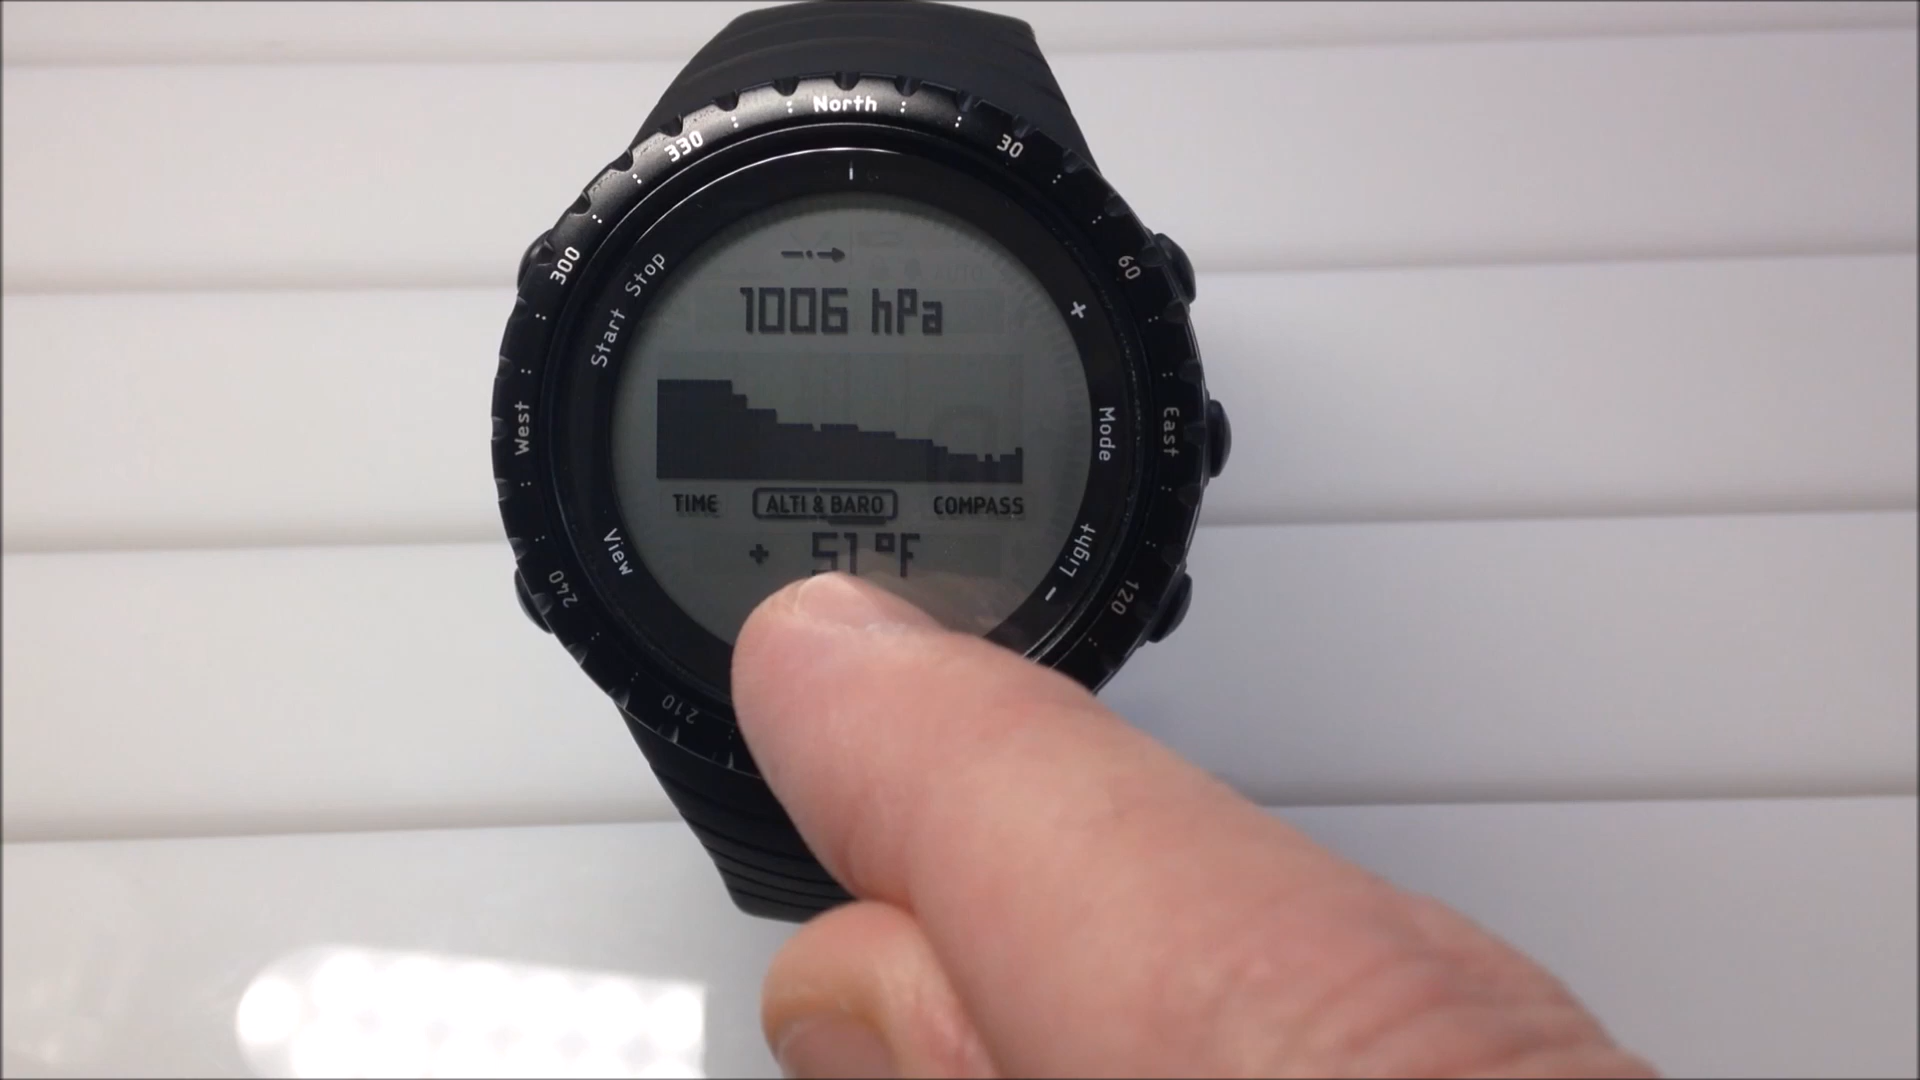 North
330
30
300
60
Start Stop
+
1006 hPa
West
East
Mode
TIME ALTI & BARO COMPASS
+ 51 °F
View
- Light
240
120
210